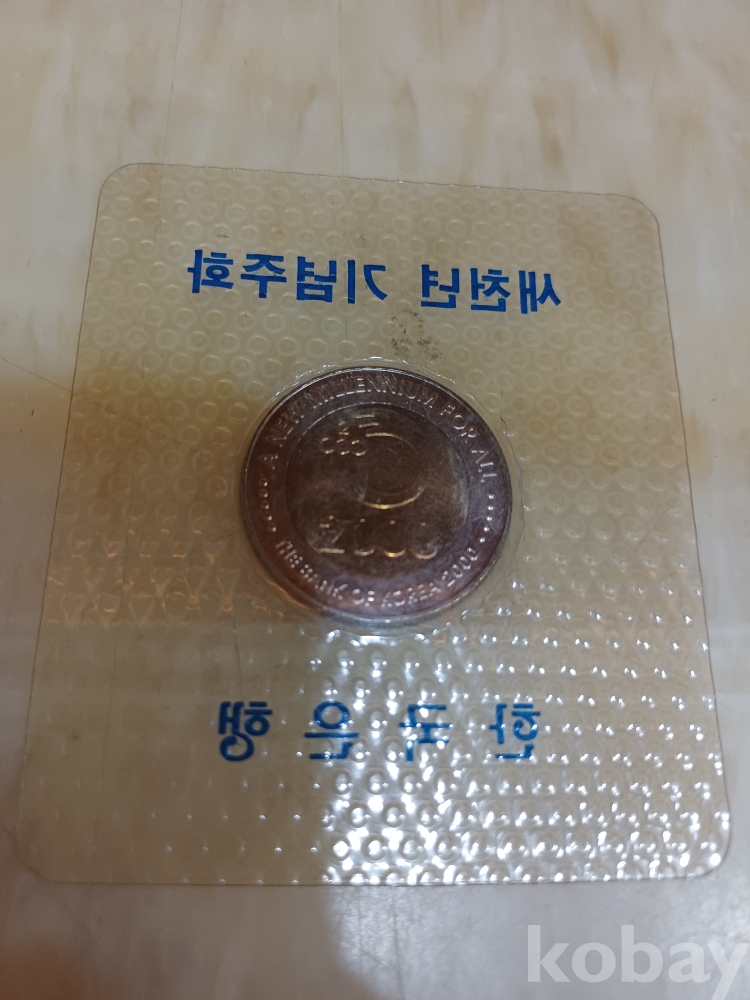 새천년 기념주화
A NEW MILLENNIUM FOR ALL
2000
THE BANK OF KOREA 2000
한국은행
kobay